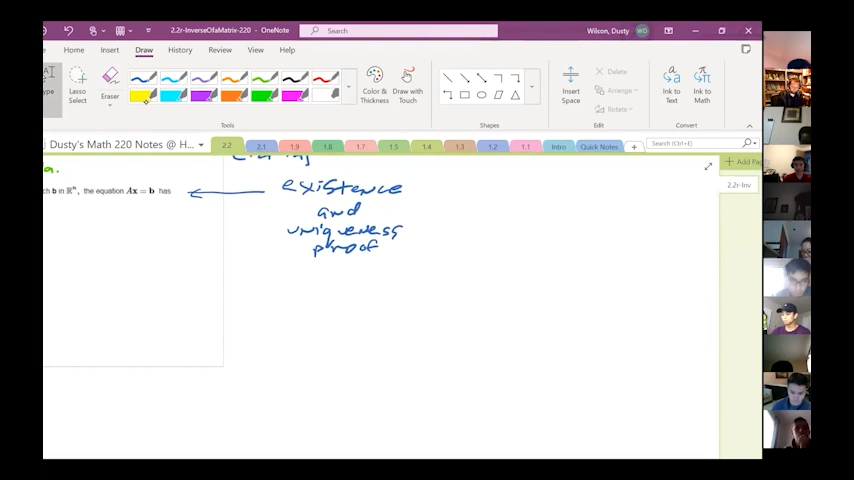 2.2r-InverseOfaMatrix-220 - OneNote
Search
Wilson, Dusty
WD
Home Insert Draw History Review View Help
Type
Lasso Select
Eraser
Color & Thickness
Draw with Touch
Insert Space
Delete
Arrange
Rotate
Ink to Text
Ink to Math
Tools
Shapes
Edit
Convert
Dusty's Math 220 Notes @ H...
2.2 2.1 1.9 1.8 1.7 1.5 1.4 1.3 1.2 1.1 Intro Quick Notes +
Search (Ctrl+E)
Add Pag
2.2r-Inv
a.
ch b in ℝⁿ, the equation Ax = b has
existence
and
uniqueness
proof